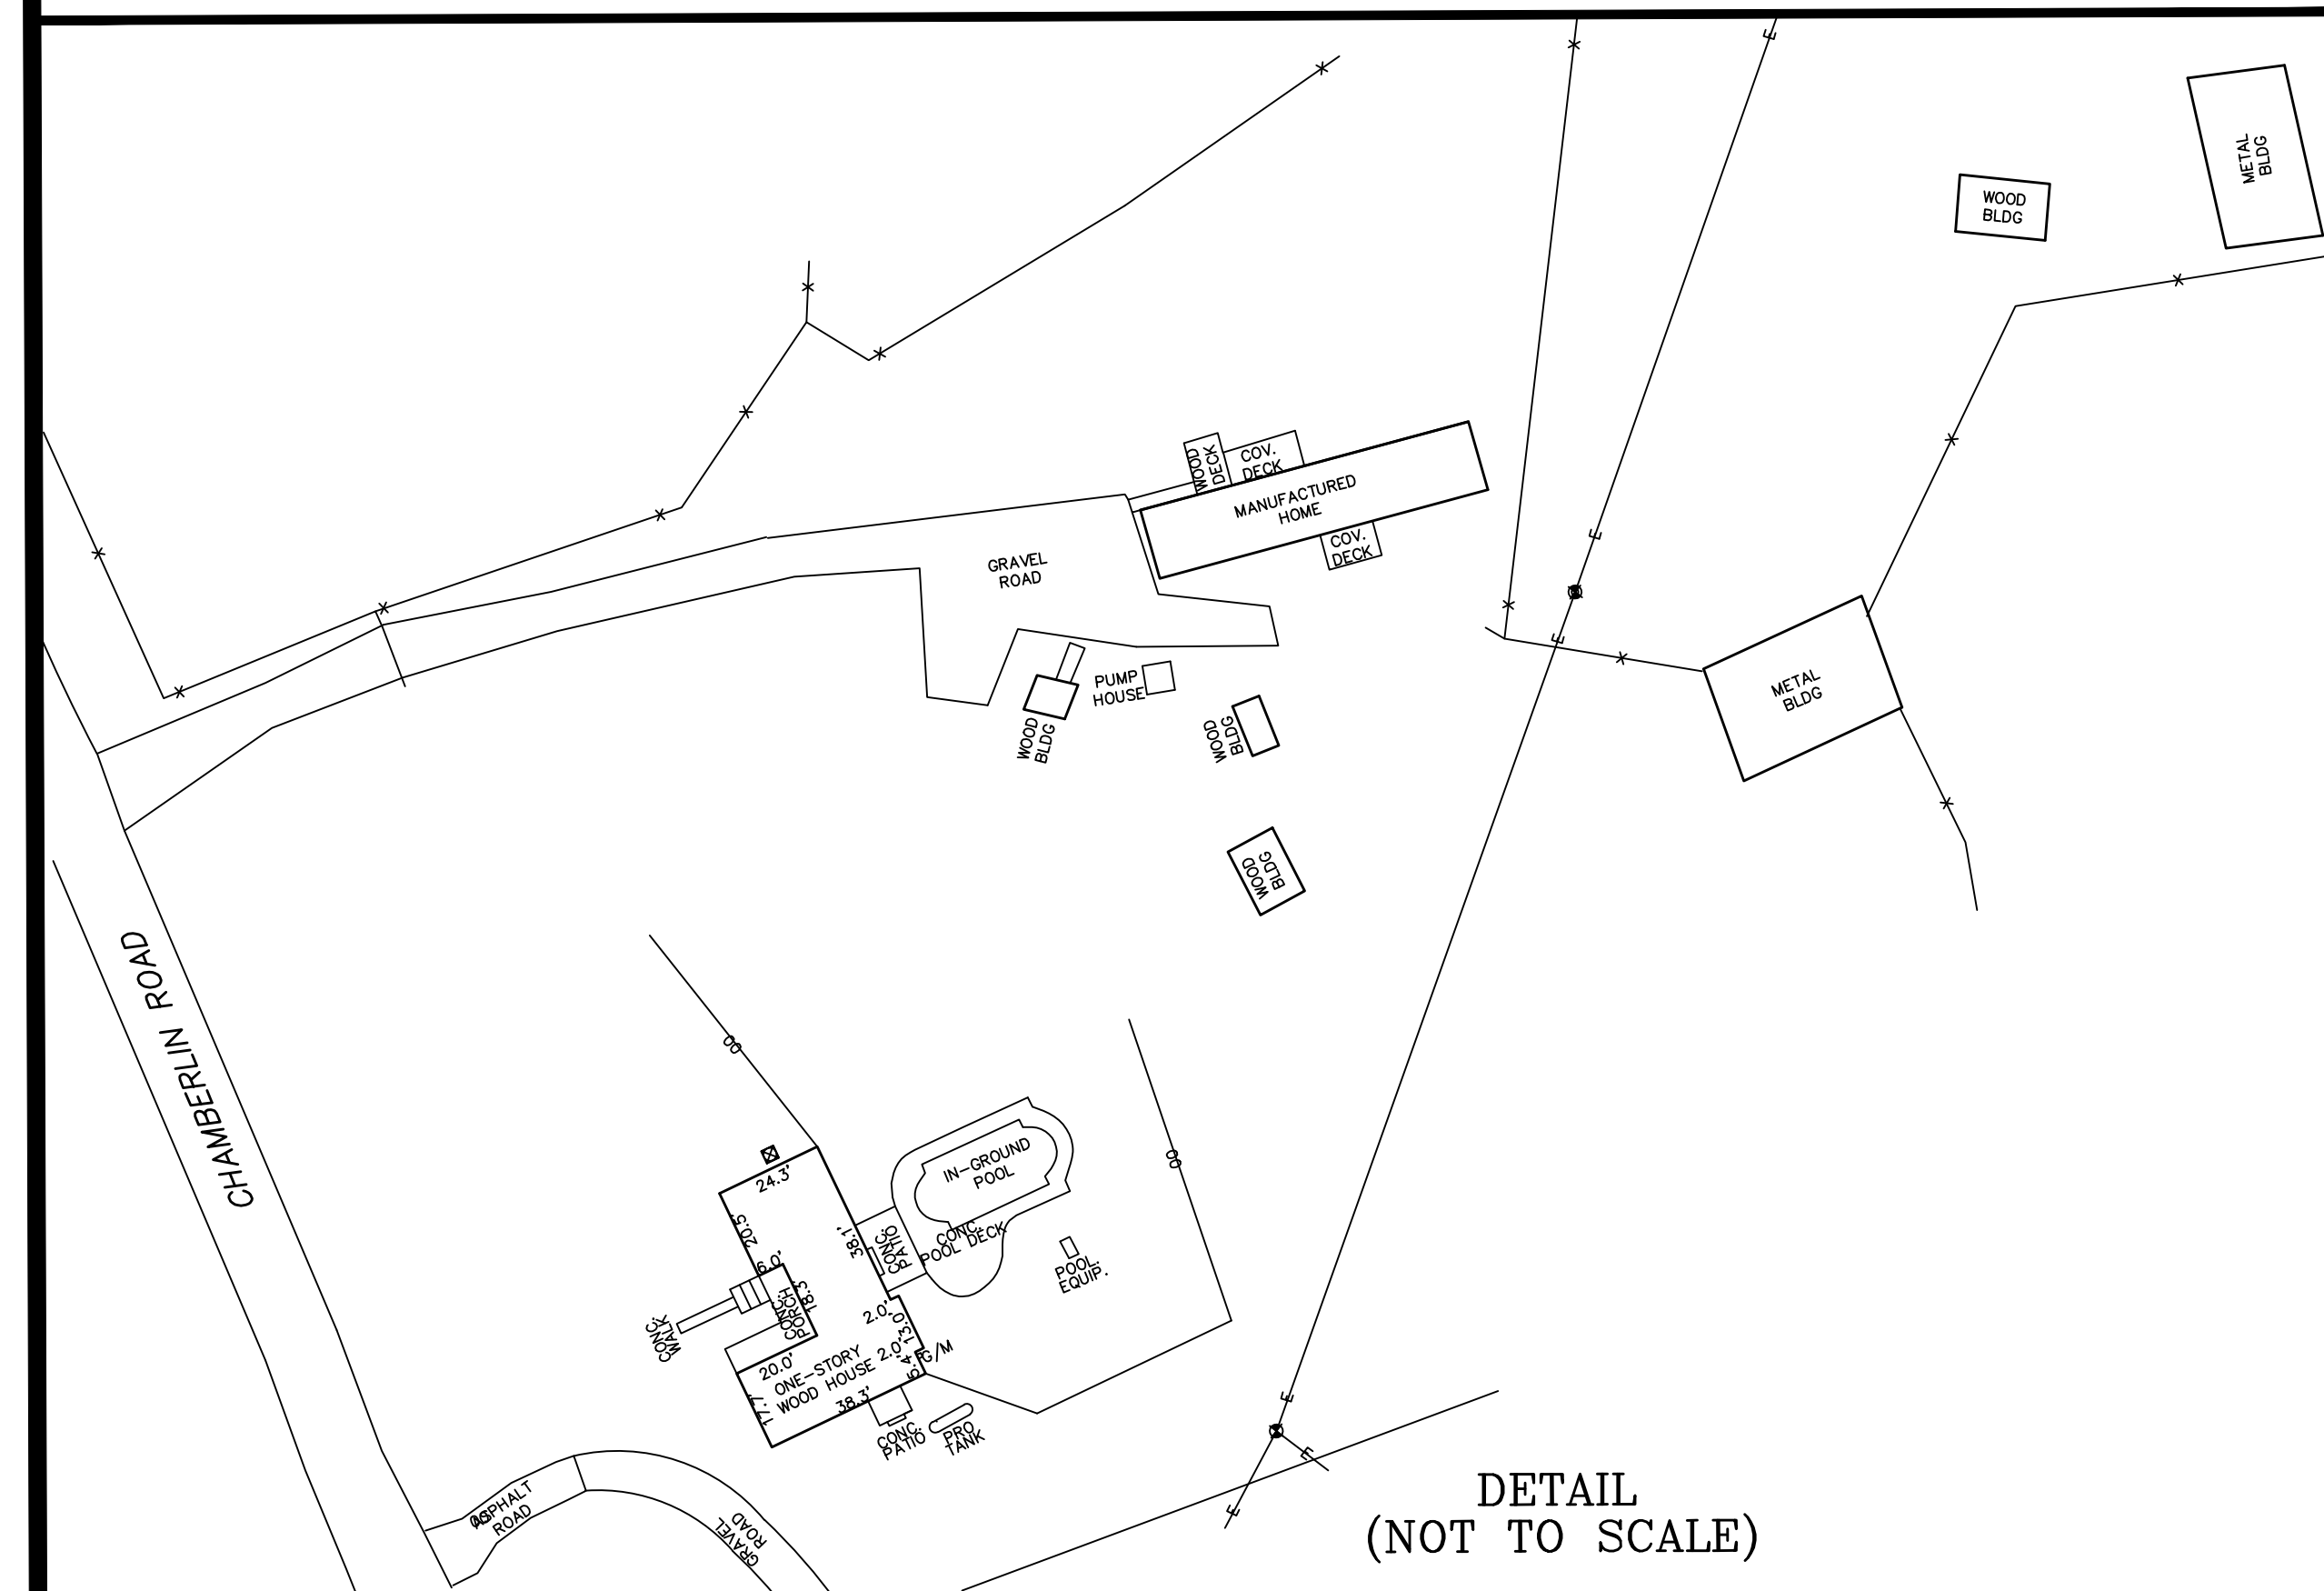 METAL
BLDG
WOOD
BLDG
WOOD
DECK
COV.
DECK
MANUFACTURED
HOME
COV.
DECK
GRAVEL
ROAD
PUMP
HOUSE
WOOD
BLDG
WOOD
BLDG
METAL
BLDG
WOOD
BLDG
CHAMBERLIN ROAD
IN-GROUND
POOL
CONC.
POOL DECK
CONC.
PATIO
POOL.
EQUIP.
24.3'
20.5'
38.1'
6.0'
CONC.
PORCH
18.3'
CONC.
WALK
2.0'
13.0'
2.0'
5.4'
G/M
20.0'
ONE-STORY
WOOD HOUSE
17.7'
38.3'
CONC.
PATIO
PRO
TANK
ASPHALT
ROAD
GRAVEL
ROAD
E
E
E
E
E
E
DETAIL
(NOT TO SCALE)